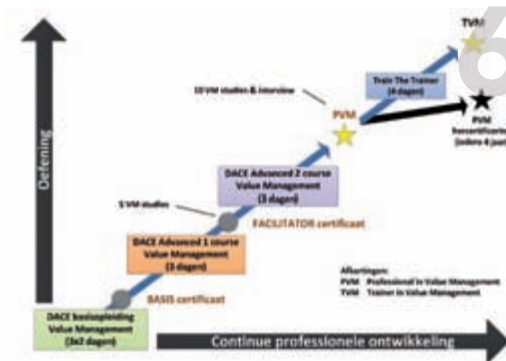 TVM
10 VM studies & interview
Train The Trainer
(4 dagen)
PVM
PVM
hercertificering
(iedere 4 jaar)
Oefening
DACE Advanced 2 course
Value Management
(3 dagen)
5 VM studies
FACILITATOR certificaat
DACE Advanced 1 course
Value Management
(3 dagen)
Afkortingen:
PVM Professional in Value Management
TVM Trainer in Value Management
BASIS certificaat
DACE basisopleiding
Value Management
(3x2 dagen)
Continue professionele ontwikkeling
6